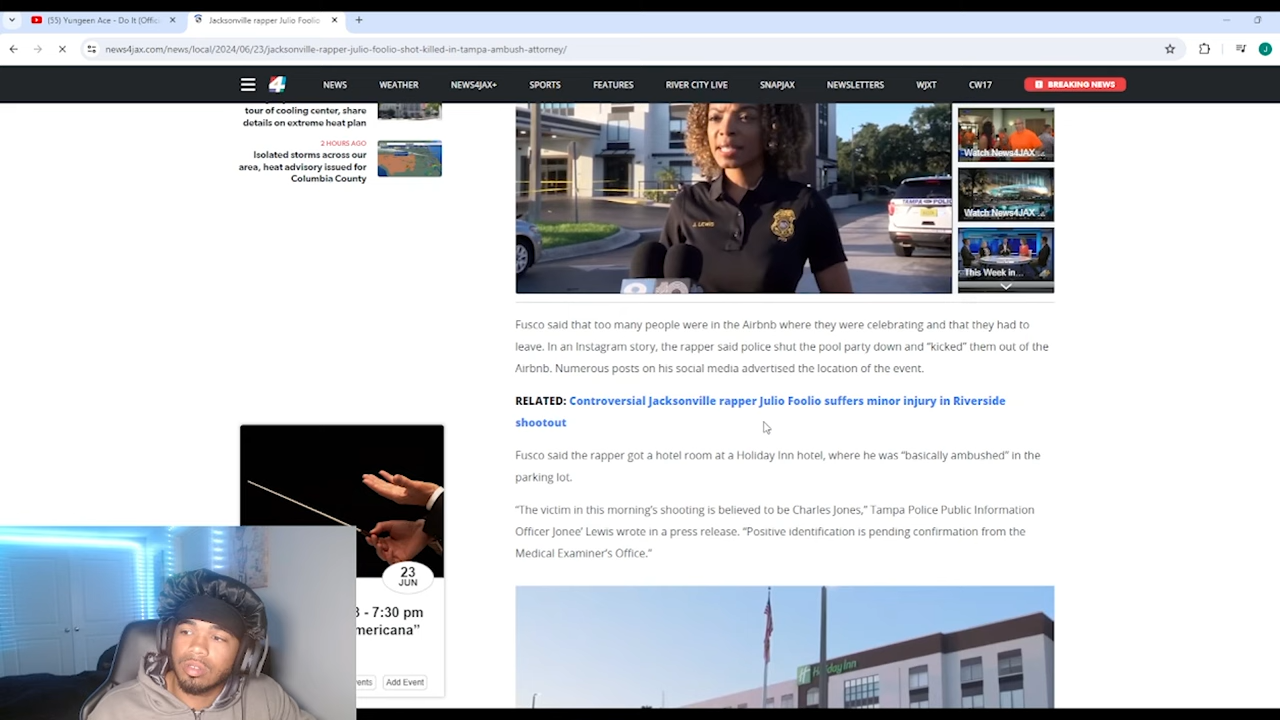 (55) Yungeen Ace - Do It (Offic
Jacksonville rapper Julio Foolio
news4jax.com/news/local/2024/06/23/jacksonville-rapper-julio-foolio-shot-killed-in-tampa-ambush-attorney/
J
4
NEWS
WEATHER
NEWS4JAX+
SPORTS
FEATURES
RIVER CITY LIVE
SNAPJAX
NEWSLETTERS
WJXT
CW17
BREAKING NEWS
tour of cooling center, share
details on extreme heat plan
2 HOURS AGO
Isolated storms across our
area, heat advisory issued for
Columbia County
J. LEWIS
TAMPA POLIC
8 10
Watch News4JAX ...
Watch News4JAX ...
This Week in...
Fusco said that too many people were in the Airbnb where they were celebrating and that they had to
leave. In an Instagram story, the rapper said police shut the pool party down and “kicked” them out of the
Airbnb. Numerous posts on his social media advertised the location of the event.
RELATED: Controversial Jacksonville rapper Julio Foolio suffers minor injury in Riverside
shootout
Fusco said the rapper got a hotel room at a Holiday Inn hotel, where he was “basically ambushed” in the
parking lot.
“The victim in this morning’s shooting is believed to be Charles Jones,” Tampa Police Public Information
Officer Jonee’ Lewis wrote in a press release. “Positive identification is pending confirmation from the
Medical Examiner’s Office.”
23
JUN
3 - 7:30 pm
mericana”
ents
Add Event
Holiday Inn